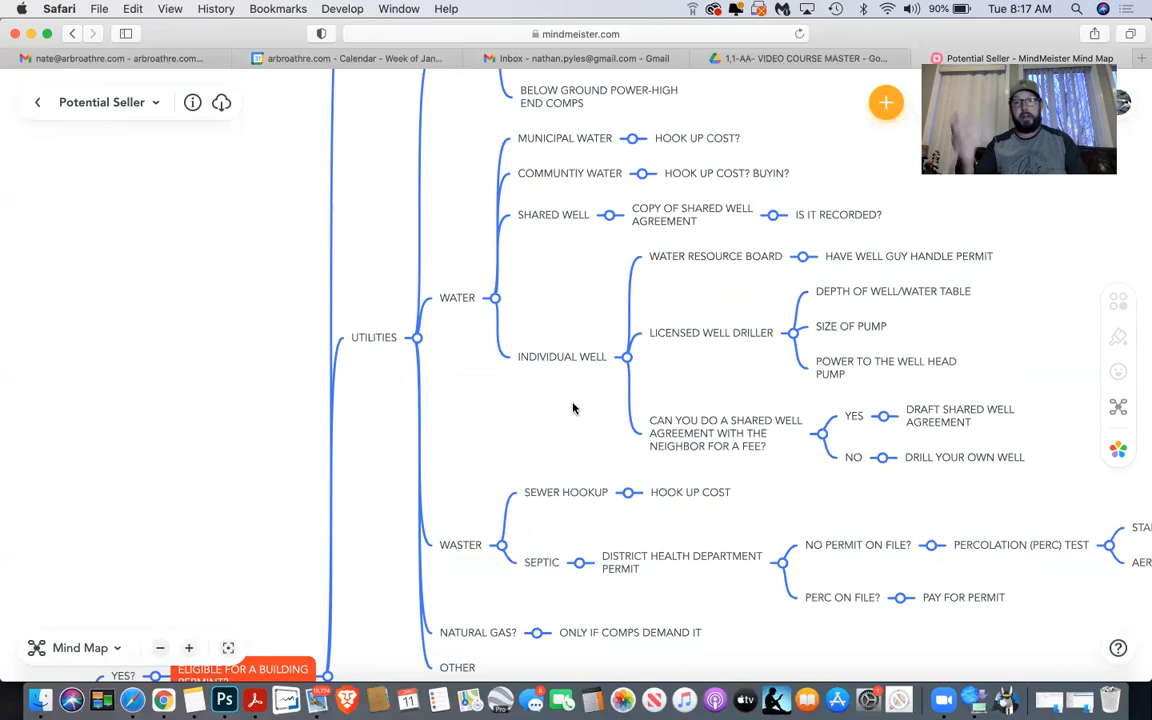 Safari File Edit View History Bookmarks Develop Window Help 90% Tue 8:17 AM
mindmeister.com
nate@arbroathre.com - arbroathre.com...
arbroathre.com - Calendar - Week of Jan...
Inbox - nathan.pyles@gmail.com - Gmail
1,1-AA- VIDEO COURSE MASTER - Go...
Potential Seller - MindMeister Mind Map
Potential Seller
BELOW GROUND POWER-HIGH
END COMPS
MUNICIPAL WATER
HOOK UP COST?
COMMUNTIY WATER
HOOK UP COST? BUYIN?
SHARED WELL
COPY OF SHARED WELL
AGREEMENT
IS IT RECORDED?
WATER RESOURCE BOARD
HAVE WELL GUY HANDLE PERMIT
WATER
DEPTH OF WELL/WATER TABLE
LICENSED WELL DRILLER
SIZE OF PUMP
UTILITIES
INDIVIDUAL WELL
POWER TO THE WELL HEAD
PUMP
CAN YOU DO A SHARED WELL
AGREEMENT WITH THE
NEIGHBOR FOR A FEE?
YES
DRAFT SHARED WELL
AGREEMENT
NO
DRILL YOUR OWN WELL
SEWER HOOKUP
HOOK UP COST
WASTER
SEPTIC
DISTRICT HEALTH DEPARTMENT
PERMIT
NO PERMIT ON FILE?
PERCOLATION (PERC) TEST
STA
AER
PERC ON FILE?
PAY FOR PERMIT
NATURAL GAS?
ONLY IF COMPS DEMAND IT
OTHER
Mind Map
YES?
ELIGIBLE FOR A BUILDING
PERMINT?